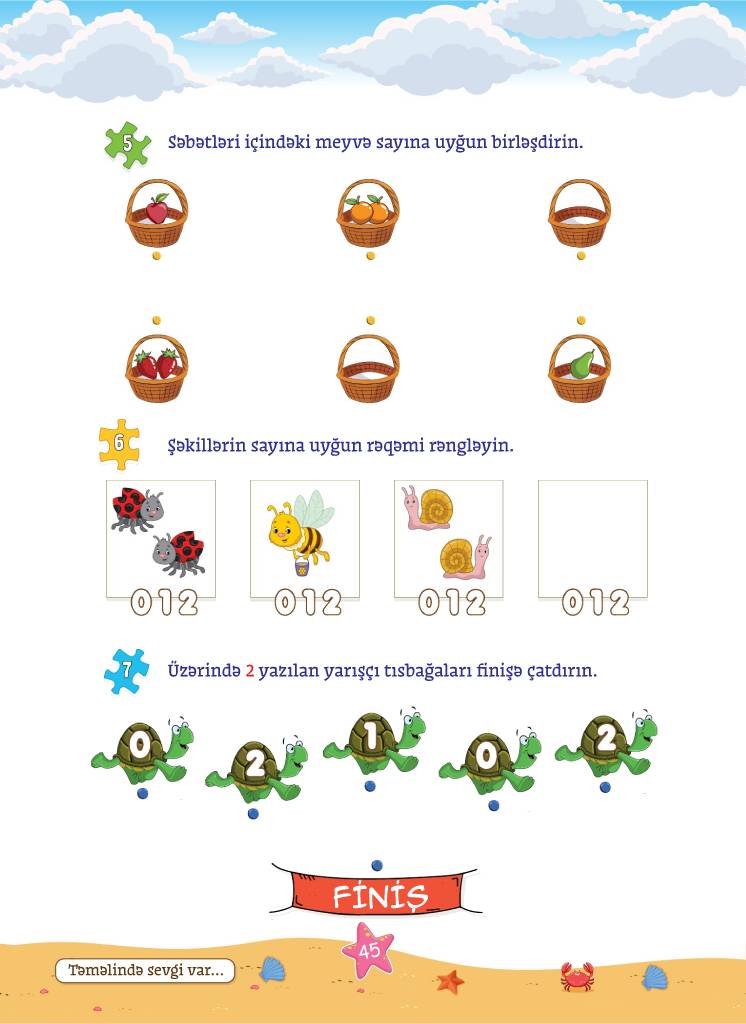 5 Səbətləri içindəki meyvə sayına uyğun birləşdirin.
6 Şəkillərin sayına uyğun rəqəmi rəngləyin.
0 1 2 0 1 2 0 1 2 0 1 2
7 Üzərində 2 yazılan yarışçı tısbağaları finişə çatdırın.
0 2 1 0 2
FİNİŞ
45
Təməlində sevgi var...